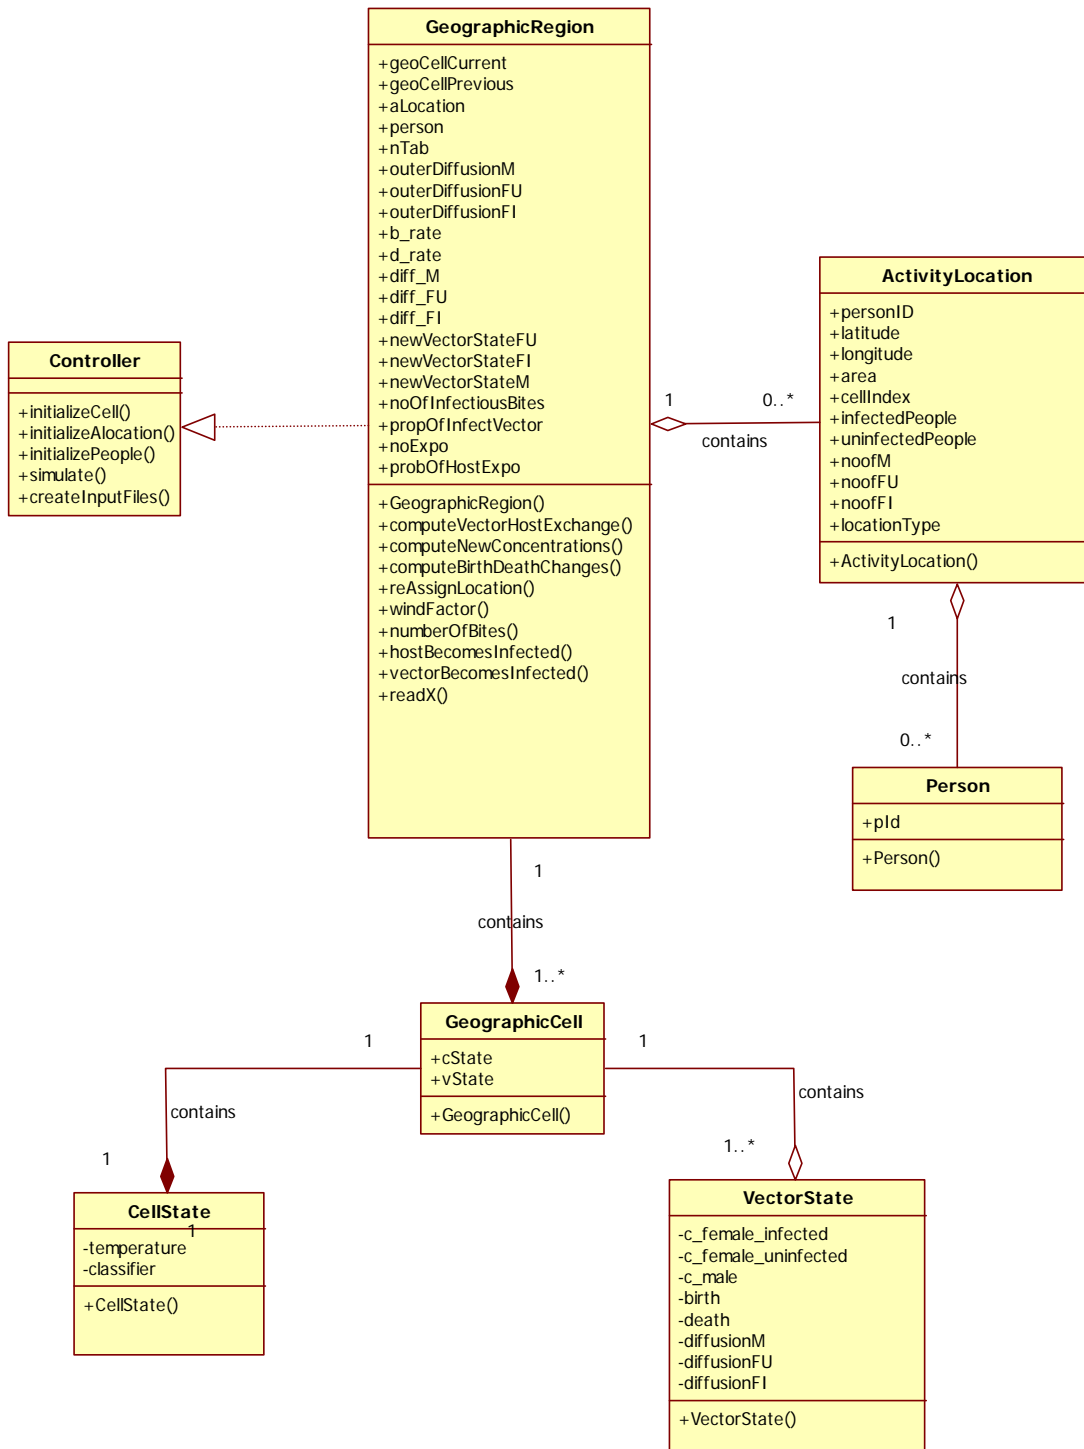 GeographicRegion
+geoCellCurrent
+geoCellPrevious
+aLocation
+person
+nTab
+outerDiffusionM
+outerDiffusionFU
+outerDiffusionFI
+b_rate
+d_rate
+diff_M
+diff_FU
+diff_FI
+newVectorStateFU
+newVectorStateFI
+newVectorStateM
+noOfInfectiousBites
+propOfInfectVector
+noExpo
+probOfHostExpo
+GeographicRegion()
+computeVectorHostExchange()
+computeNewConcentrations()
+computeBirthDeathChanges()
+reAssignLocation()
+windFactor()
+numberOfBites()
+hostBecomesInfected()
+vectorBecomesInfected()
+readX()
Controller
+initializeCell()
+initializeAlocation()
+initializePeople()
+simulate()
+createInputFiles()
1
0..*
contains
ActivityLocation
+personID
+latitude
+longitude
+area
+cellIndex
+infectedPeople
+uninfectedPeople
+noofM
+noofFU
+noofFI
+locationType
+ActivityLocation()
1
contains
0..*
Person
+pId
+Person()
1
contains
1..*
GeographicCell
+cState
+vState
+GeographicCell()
1
contains
1
CellState
1
-temperature
-classifier
+CellState()
1
contains
1..*
VectorState
-c_female_infected
-c_female_uninfected
-c_male
-birth
-death
-diffusionM
-diffusionFU
-diffusionFI
+VectorState()